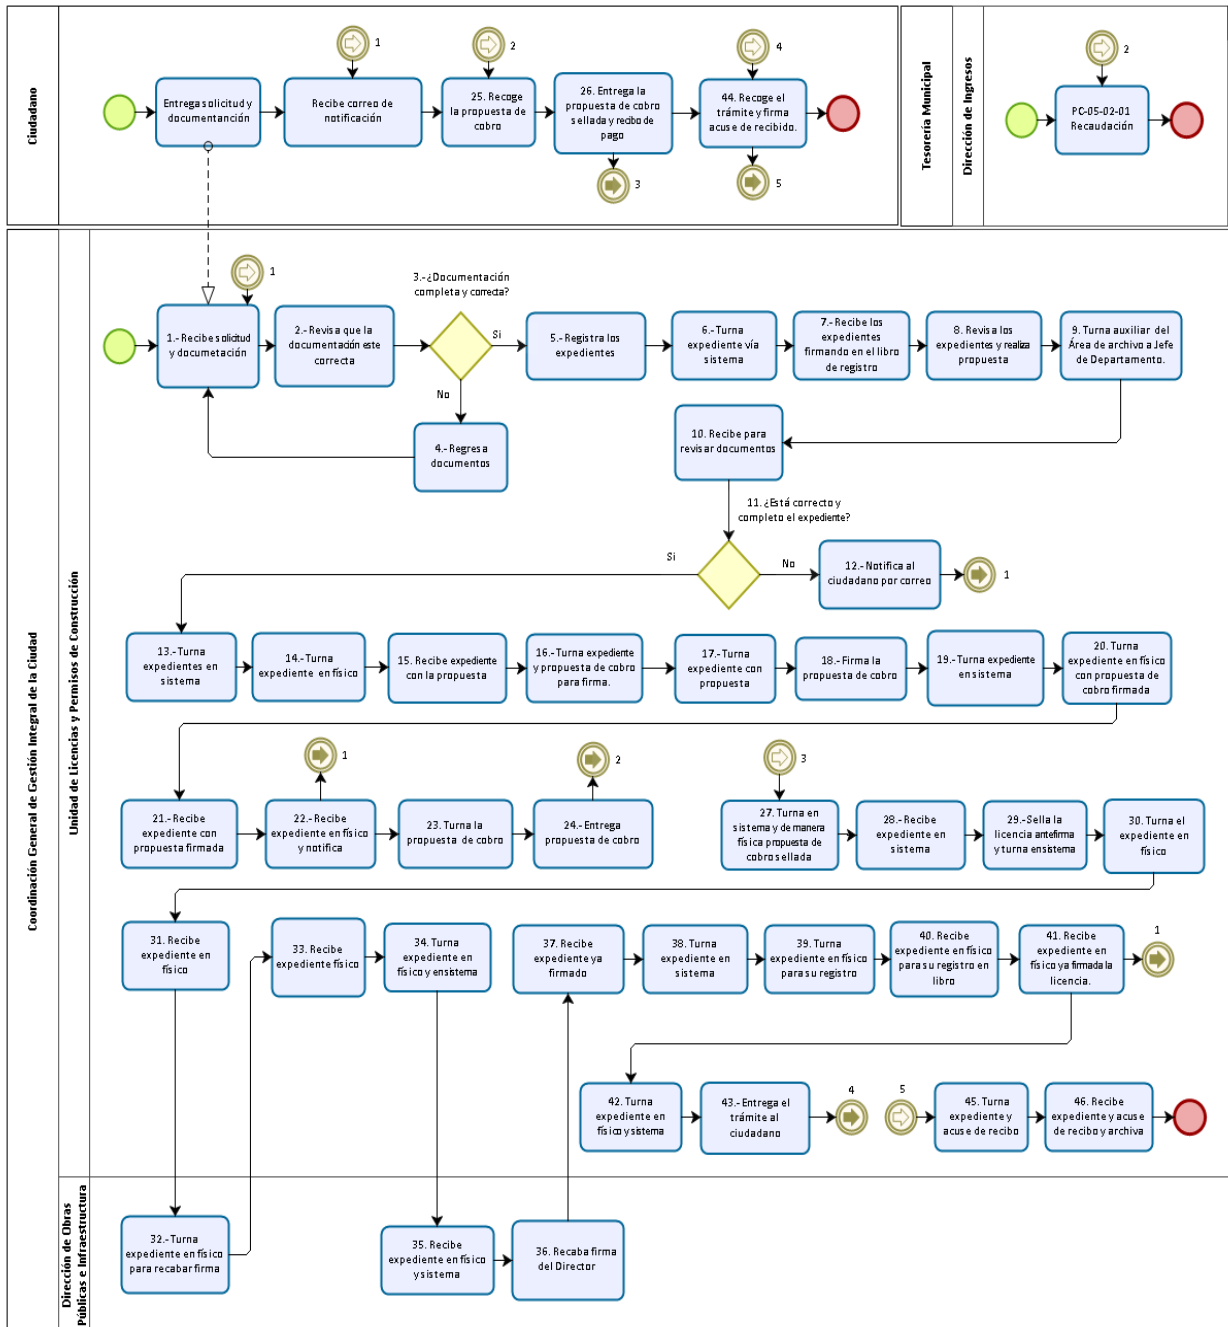 Ciudadano
1
2
4
Entrega solicitud y
documentanción
Recibe correo de
notificación
25. Recoge
la propuesta de
cobro
26. Entrega la
propuesta de cobro
sellada y recibo de
pago
44. Recoge el
trámite y firma
acuse de recibido.
3
5
Tesorería Municipal
Dirección de Ingresos
2
PC-05-02-01
Recaudación
Coordinación General de Gestión Integral de la Ciudad
Unidad de Licencias y Permisos de Construcción
1
3.-¿Documentación
completa y correcta?
1.- Recibe solicitud
y documetación
2.- Revisa que la
documentación este
correcta
Si
No
4.- Regresa
documentos
5.- Registra los
expedientes
6.- Turna
expediente vía
sistema
7.- Recibe los
expedientes
firmando en el libro
de registro
8. Revisa los
expedientes y realiza
propuesta
9. Turna auxiliar del
Área de archivo a Jefe
de Departamento.
10. Recibe para
revisar documentos
11. ¿Está correcto y
completo el expediente?
Si
No
12.- Notifica al
ciudadano por correo
1
13.- Turna
expedientes en
sistema
14.- Turna
expediente en físico
15. Recibe expediente
con la propuesta
16.- Turna expediente
y propuesta de cobro
para firma.
17.- Turna
expediente con
propuesta
18.- Firma la
propuesta de cobro
19.- Turna expediente
en sistema
20. Turna
expediente en físico
con propuesta de
cobro firmada
1
2
3
21.- Recibe
expediente con
propuesta firmada
22.- Recibe
expediente en físico
y notifica
23. Turna la
propuesta de cobro
24.- Entrega
propuesta de cobro
27. Turna en
sistema y de manera
física propuesta de
cobro sellada
28.- Recibe
expediente en
sistema
29.-Sella la
licencia antefirma
y turna en sistema
30. Turna el
expediente en
físico
31. Recibe
expediente en
físico
33. Recibe
expediente físico
34. Turna
expediente en
físico y en sistema
37. Recibe
expediente ya
firmado
38. Turna
expediente en
sistema
39. Turna
expediente en físico
para su registro
40. Recibe
expediente en físico
para su registro en
libro
41. Recibe
expediente en
físico ya firmada la
licencia.
1
42. Turna
expediente en
físico y sistema
43.- Entrega el
trámite al
ciudadano
4
5
45. Turna
expediente y
acuse de recibo
46. Recibe
expediente y acuse
de recibo y archiva
Dirección de Obras
Públicas e Infraestructura
32.- Turna
expediente en físico
para recabar firma
35. Recibe
expediente en físico
y sistema
36. Recaba firma
del Director